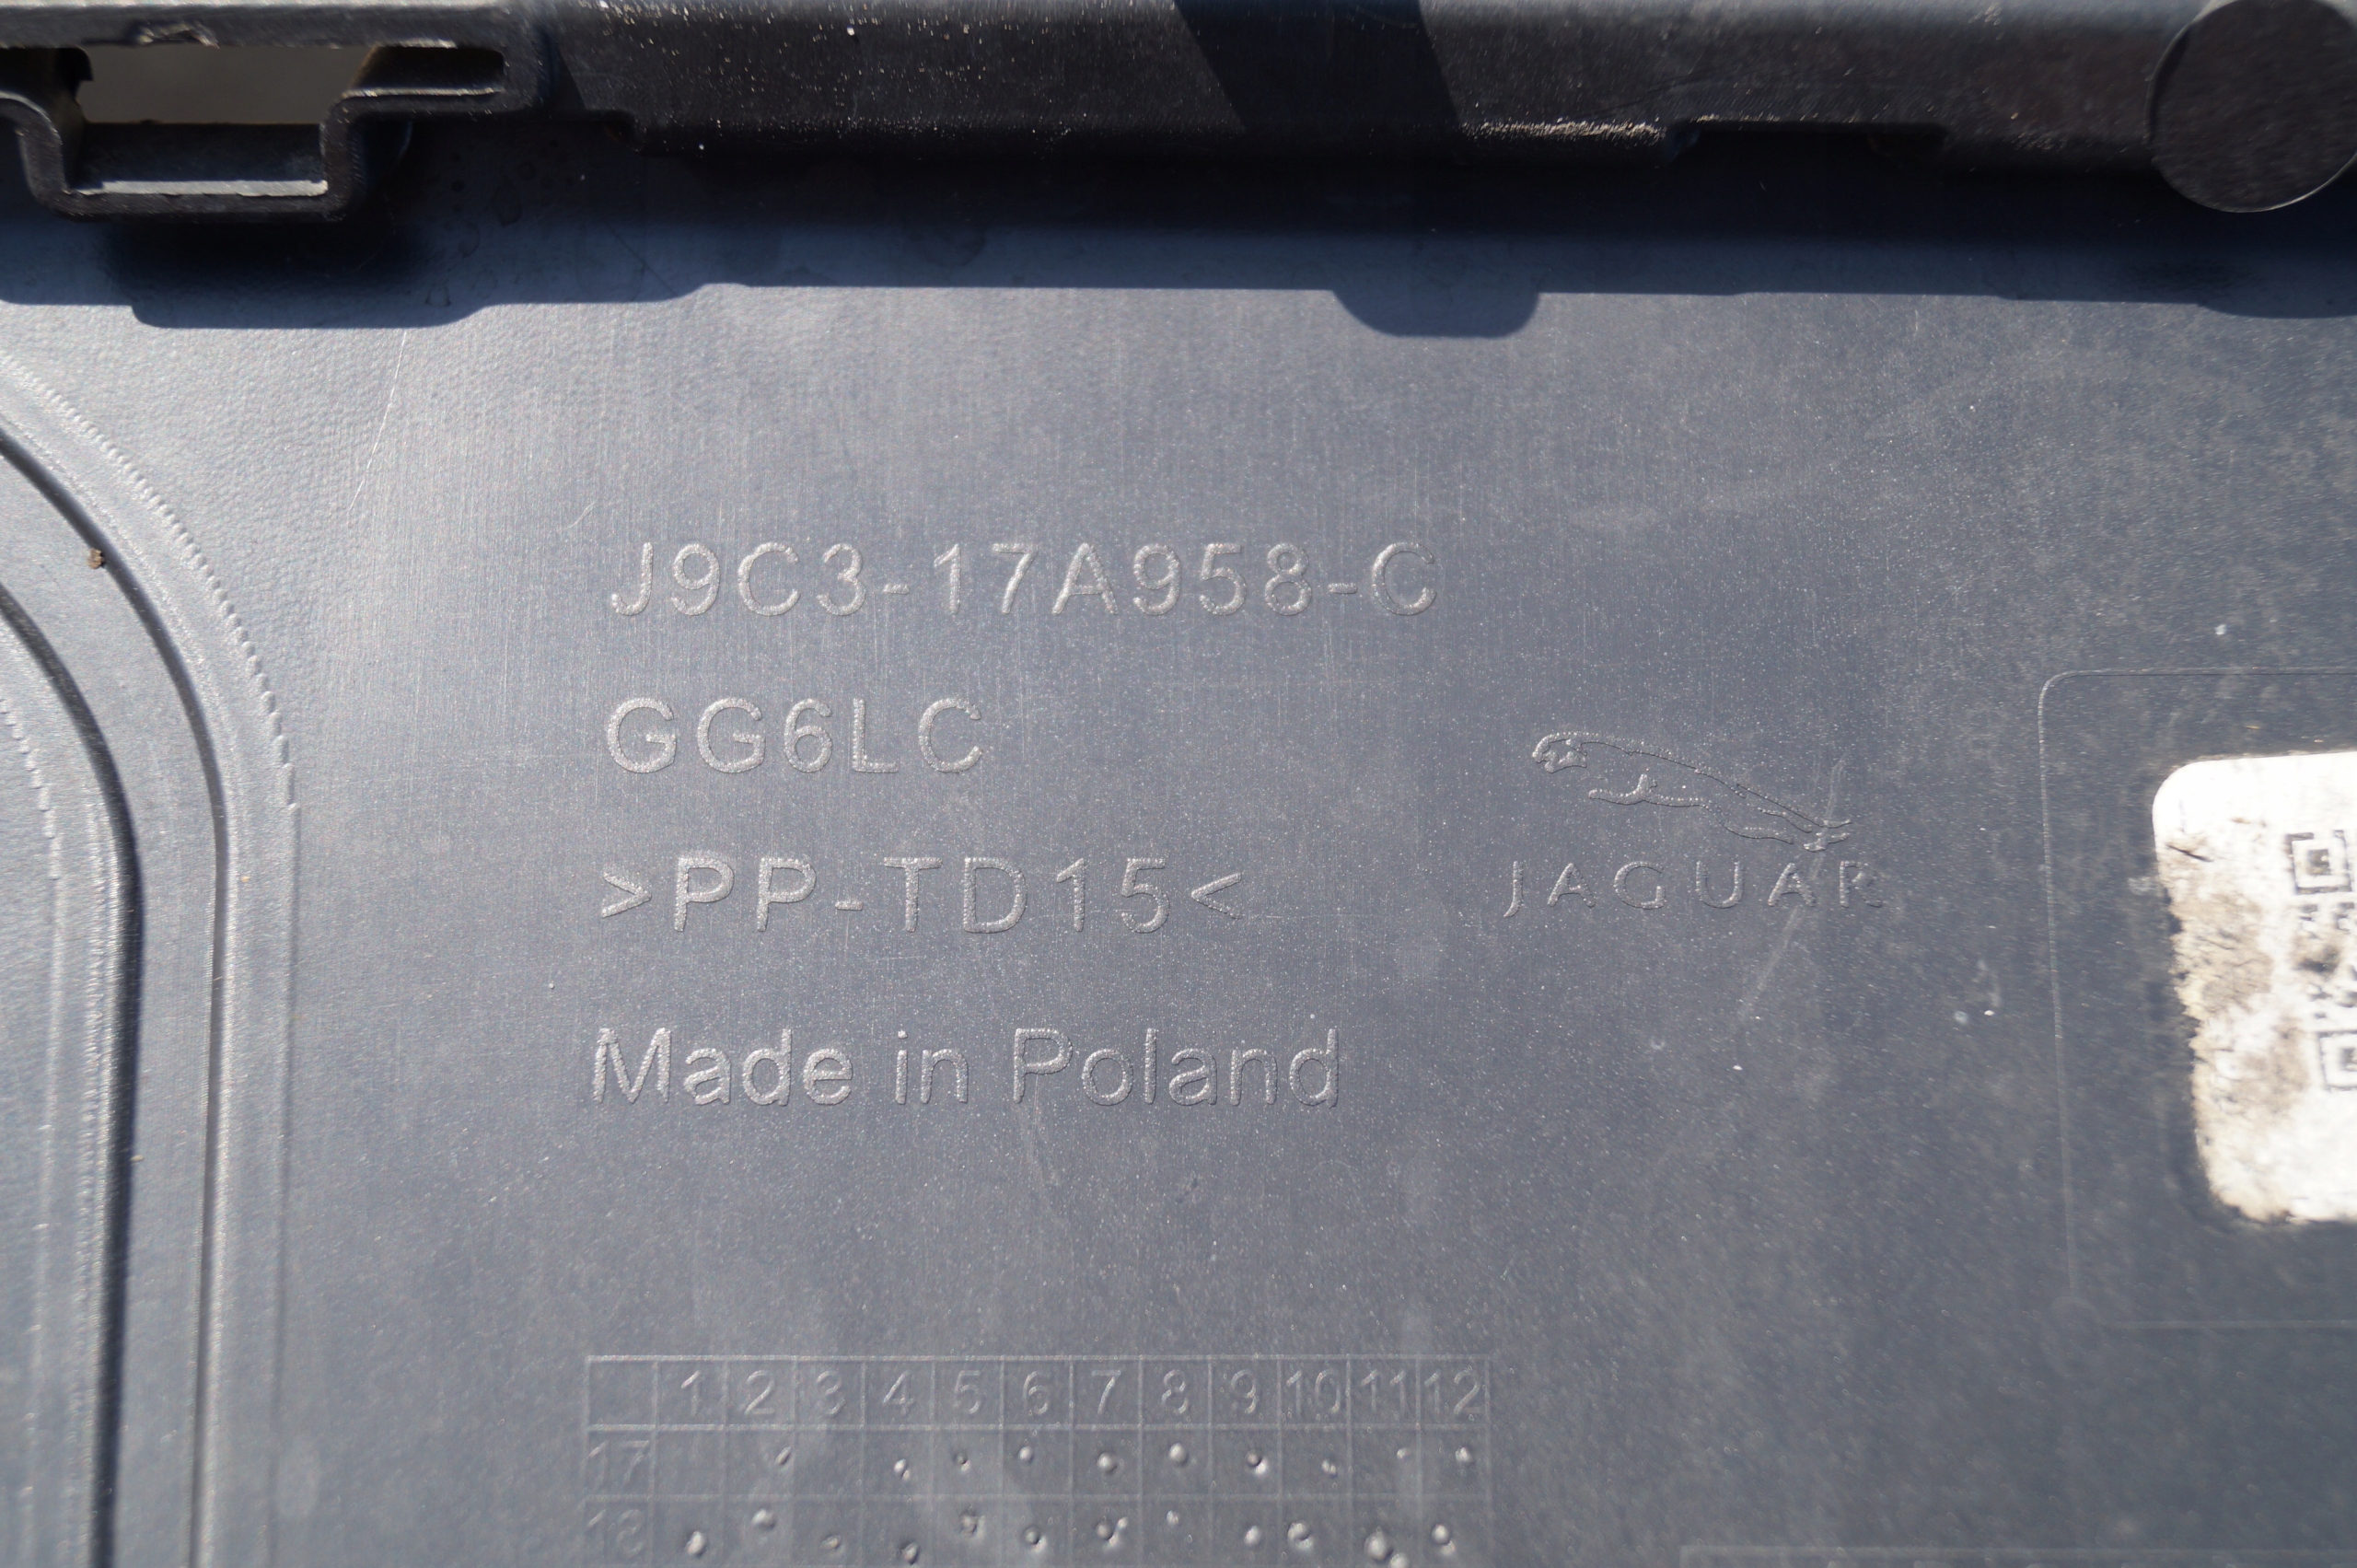 J9C3-17A958-C
GG6LC
>PP-TD15<
JAGUAR
Made in Poland
1 2 3 4 5 6 7 8 9 10 11 12
17
18